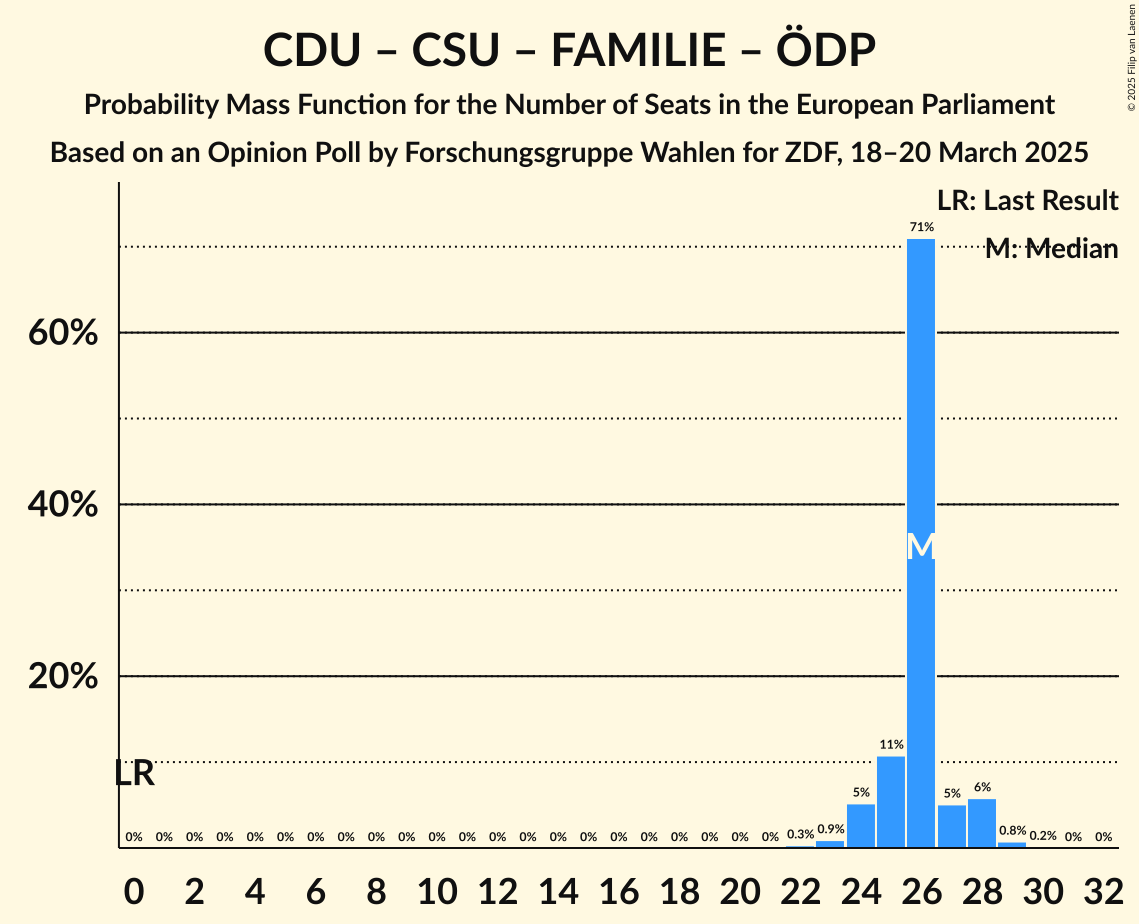 CDU – CSU – FAMILIE – ÖDP
Probability Mass Function for the Number of Seats in the European Parliament
Based on an Opinion Poll by Forschungsgruppe Wahlen for ZDF, 18–20 March 2025
© 2025 Filip van Laenen
LR: Last Result
M: Median
71%
60%
40%
M
20%
11%
LR
5%
5%
6%
0% 0% 0% 0% 0% 0% 0% 0% 0% 0% 0% 0% 0% 0% 0% 0% 0% 0% 0% 0% 0% 0% 0.3% 0.9% 0.8% 0.2% 0% 0%
0 2 4 6 8 10 12 14 16 18 20 22 24 26 28 30 32